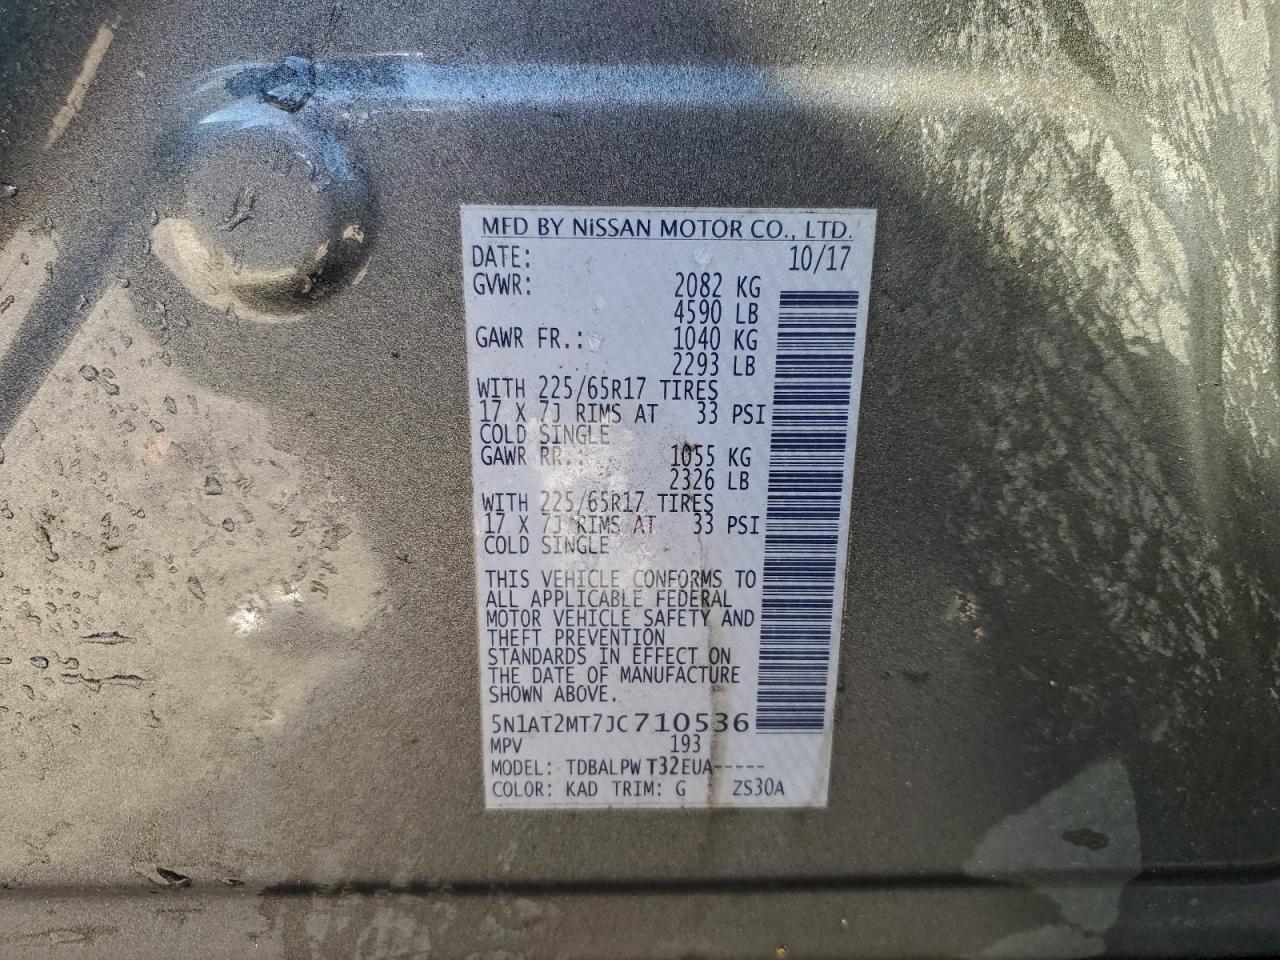 MFD BY NISSAN MOTOR CO., LTD.
DATE: 10/17
GVWR: 2082 KG
4590 LB
GAWR FR.: 1040 KG
2293 LB
WITH 225/65R17 TIRES
17 X 7J RIMS AT 33 PSI
COLD SINGLE
GAWR RR.: 1055 KG
2326 LB
WITH 225/65R17 TIRES
17 X 7J RIMS AT 33 PSI
COLD SINGLE
THIS VEHICLE CONFORMS TO
ALL APPLICABLE FEDERAL
MOTOR VEHICLE SAFETY AND
THEFT PREVENTION
STANDARDS IN EFFECT ON
THE DATE OF MANUFACTURE
SHOWN ABOVE.
5N1AT2MT7JC710536
MPV 193
MODEL: TDBALPW T32EUA-----
COLOR: KAD TRIM: G ZS30A